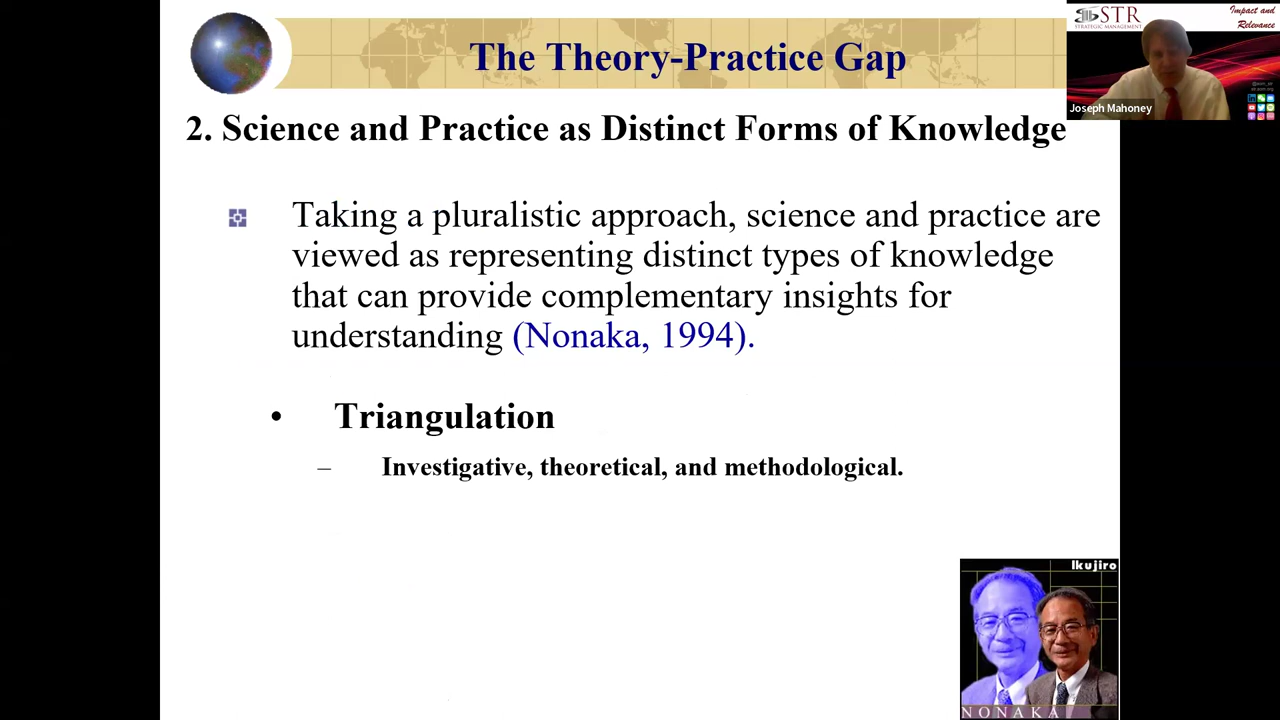 The Theory-Practice Gap
STR
STRATEGIC MANAGEMENT
Impact and
Relevance
Joseph Mahoney
2. Science and Practice as Distinct Forms of Knowledge
Taking a pluralistic approach, science and practice are
viewed as representing distinct types of knowledge
that can provide complementary insights for
understanding (Nonaka, 1994).
• Triangulation
– Investigative, theoretical, and methodological.
Ikujiro
NONAKA